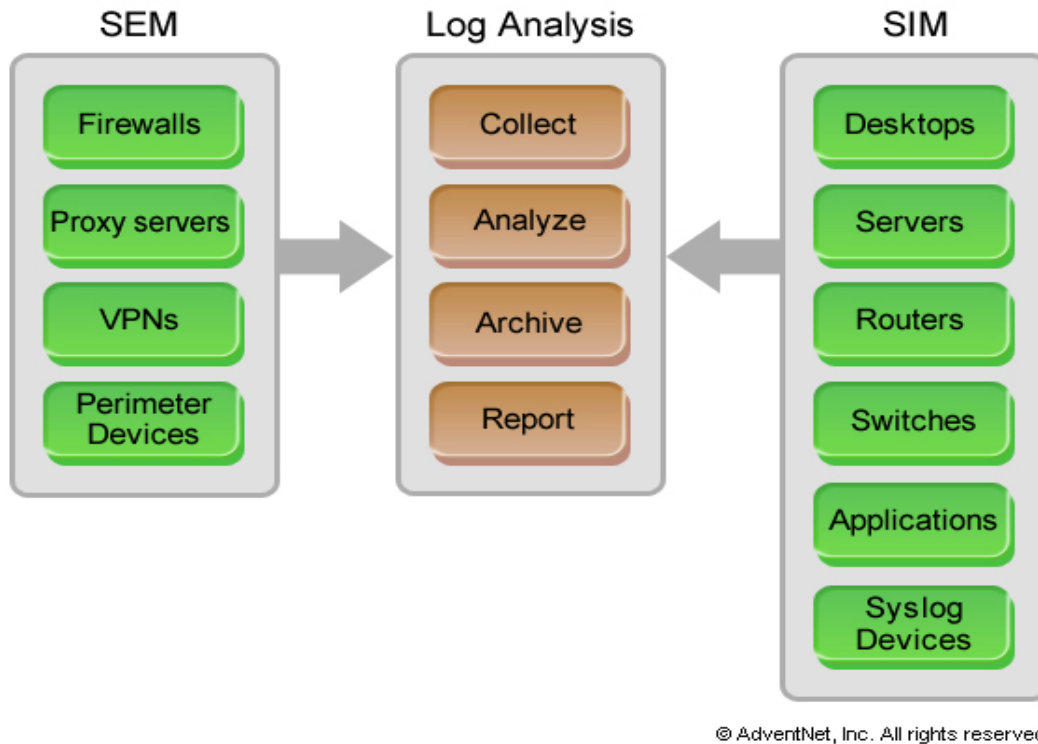 SEM
Firewalls
Proxy servers
VPNs
Perimeter
Devices
Log Analysis
Collect
Analyze
Archive
Report
SIM
Desktops
Servers
Routers
Switches
Applications
Syslog
Devices
© AdventNet, Inc. All rights reserved